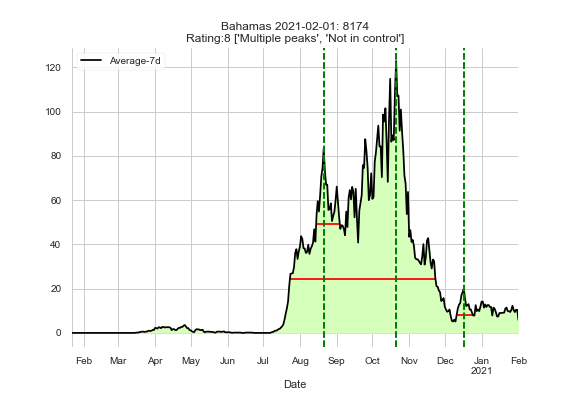 Bahamas 2021-02-01: 8174
Rating:8 ['Multiple peaks', 'Not in control']
Average-7d
120
100
80
60
40
20
0
Feb Mar Apr May Jun Jul Aug Sep Oct Nov Dec Jan Feb
2021
Date